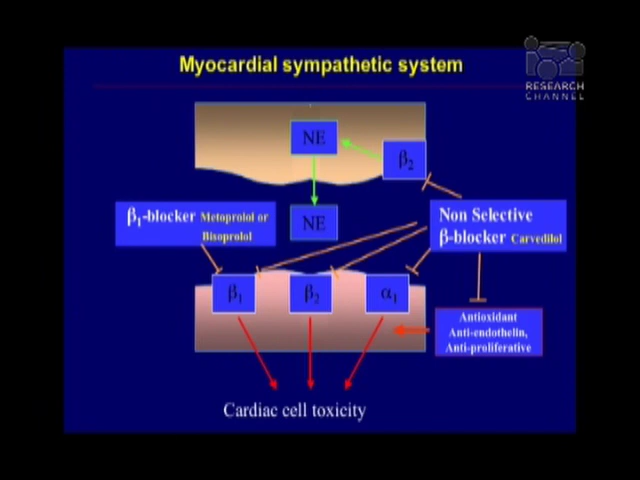 Myocardial sympathetic system
RESEARCH
CHANNEL
NE
β2
β1-blocker Metoprolol or
Bisoprolol
NE
Non Selective
β-blocker Carvedilol
β1
β2
α1
Antioxidant
Anti-endothelin,
Anti-proliferative
Cardiac cell toxicity